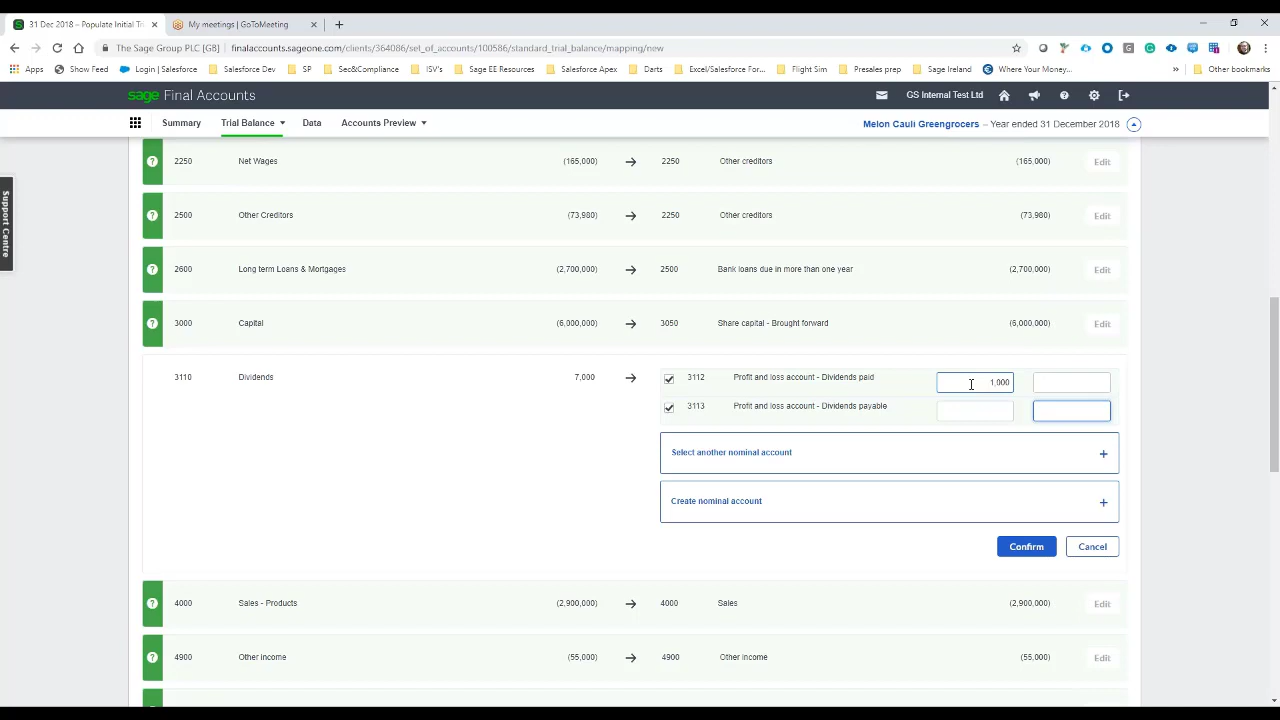 31 Dec 2018 – Populate Initial Tri
My meetings | GoToMeeting
The Sage Group PLC [GB] | finalaccounts.sageone.com/clients/364086/set_of_accounts/100586/standard_trial_balance/mapping/new
Apps Show Feed Login | Salesforce Salesforce Dev SP Sec&Compliance ISV's Sage EE Resources Salesforce Apex Darts Excel/Salesforce For... Flight Sim Presales prep Sage Ireland Where Your Money... » Other bookmarks
sage Final Accounts GS Internal Test Ltd
Summary Trial Balance Data Accounts Preview Melon Cauli Greengrocers – Year ended 31 December 2018
Support Centre
? 2250 Net Wages (165,000) → 2250 Other creditors (165,000) Edit
? 2500 Other Creditors (73,980) → 2250 Other creditors (73,980) Edit
? 2600 Long term Loans & Mortgages (2,700,000) → 2500 Bank loans due in more than one year (2,700,000) Edit
? 3000 Capital (6,000,000) → 3050 Share capital - Brought forward (6,000,000) Edit
3110 Dividends 7,000 → 3112 Profit and loss account - Dividends paid 1,000
3113 Profit and loss account - Dividends payable
Select another nominal account +
Create nominal account +
Confirm Cancel
? 4000 Sales - Products (2,900,000) → 4000 Sales (2,900,000) Edit
? 4900 Other income (55,000) → 4900 Other income (55,000) Edit